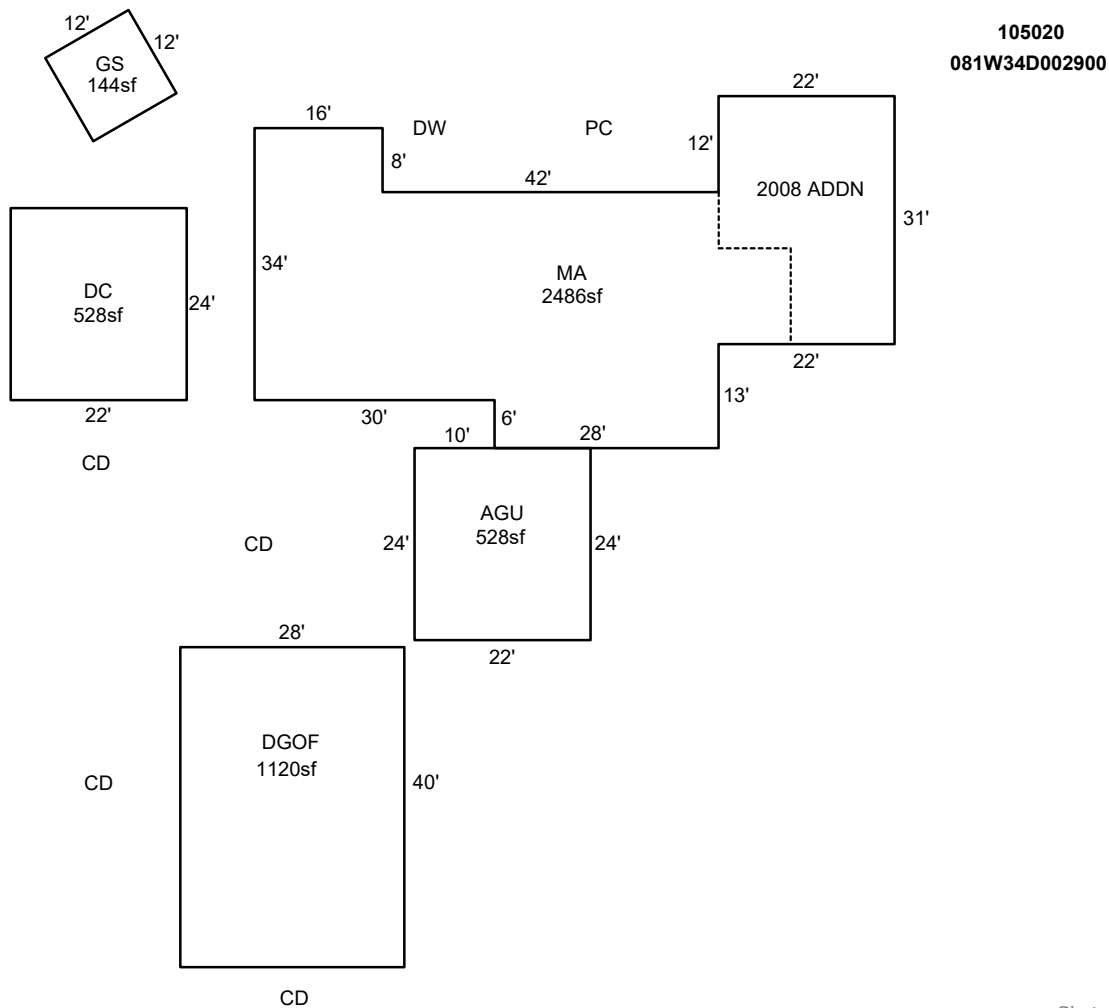 105020
081W34D002900
12'
12'
GS
144sf
16'
DW
PC
22'
8'
12'
42'
2008 ADDN
31'
34'
MA
2486sf
DC
528sf
24'
22'
22'
13'
30'
6'
10'
28'
CD
AGU
528sf
CD
24'
24'
28'
22'
DGOF
1120sf
CD
40'
CD